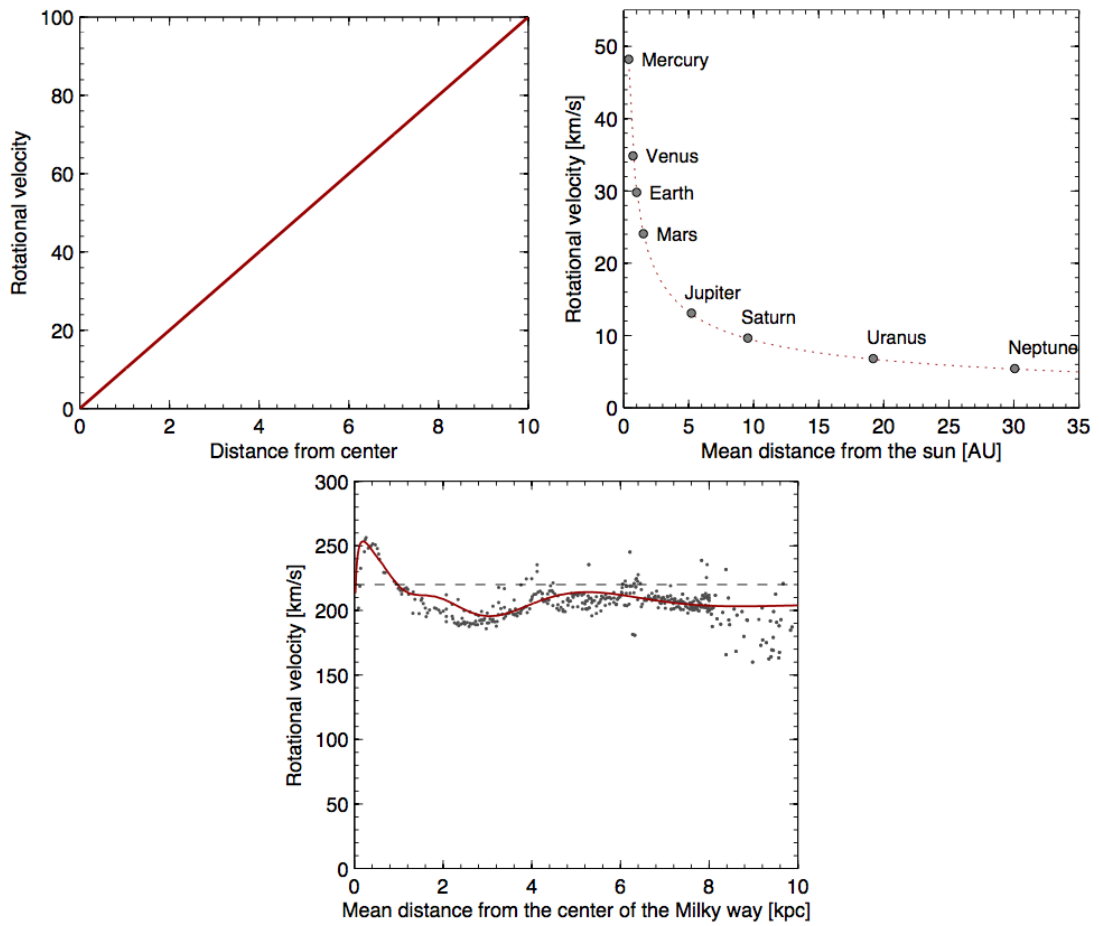 100
80
60
40
20
0
Rotational velocity
0 2 4 6 8 10
Distance from center
50
40
30
20
10
0
Rotational velocity [km/s]
Mercury
Venus
Earth
Mars
Jupiter
Saturn
Uranus
Neptune
0 5 10 15 20 25 30 35
Mean distance from the sun [AU]
300
250
200
150
100
50
0
Rotational velocity [km/s]
0 2 4 6 8 10
Mean distance from the center of the Milky way [kpc]